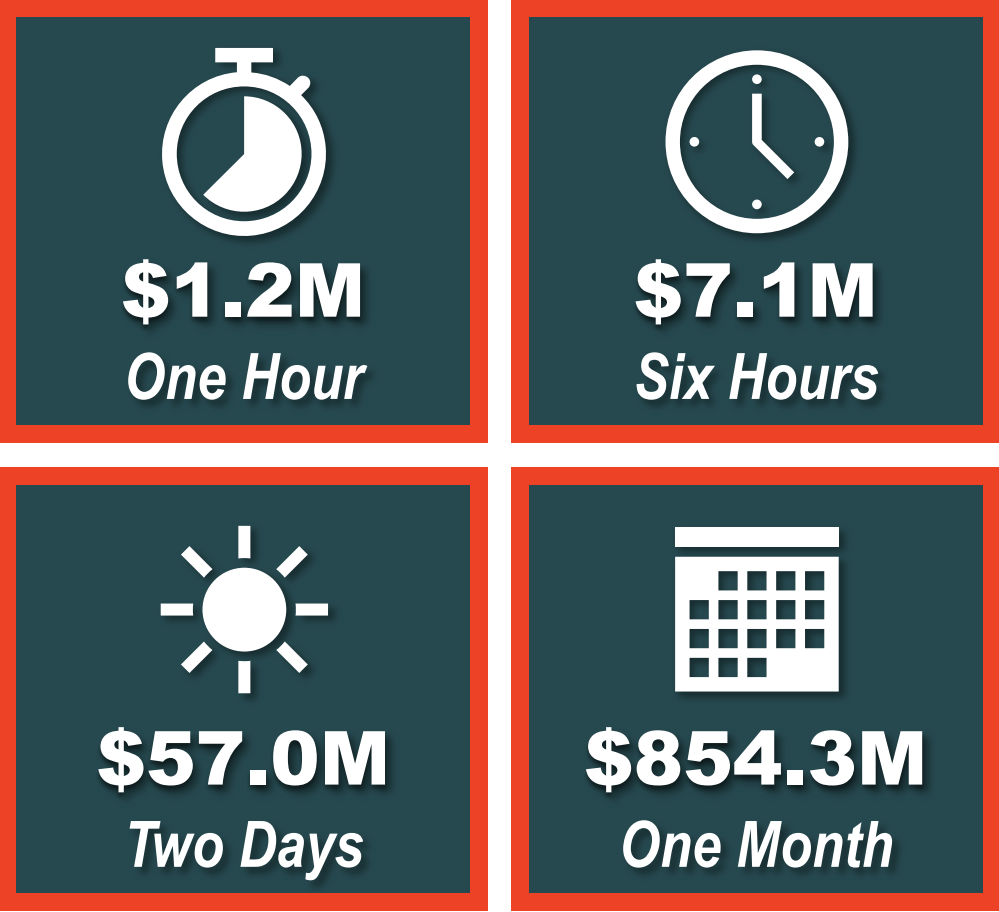 $1.2M
One Hour
$7.1M
Six Hours
$57.0M
Two Days
$854.3M
One Month